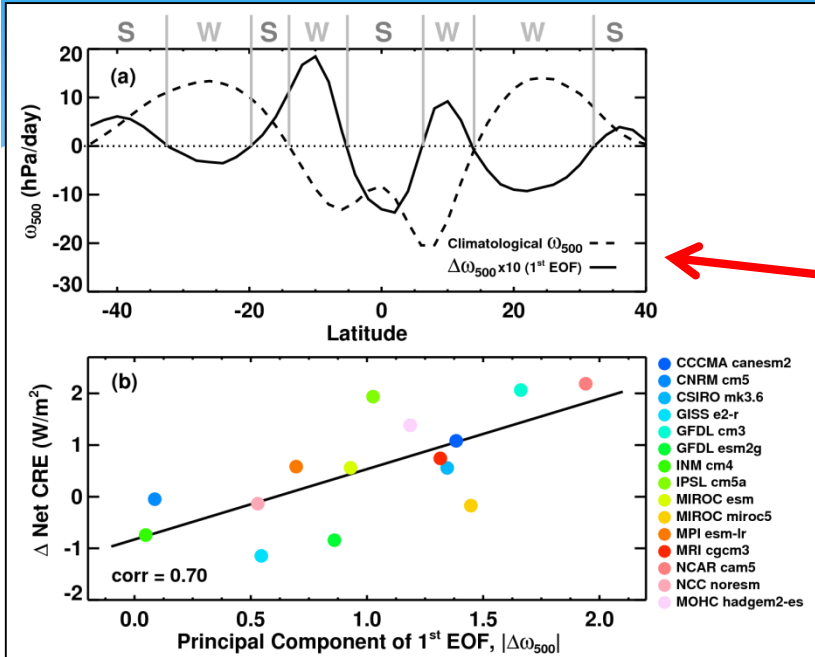 S W S W S W W S
(a)
20
10
0
-10
-20
-30
ω500 (hPa/day)
Climatological ω500
Δω500x10 (1st EOF)
-40 -20 0 20 40
Latitude
(b)
2
1
0
-1
-2
Δ Net CRE (W/m2)
corr = 0.70
0.0 0.5 1.0 1.5 2.0
Principal Component of 1st EOF, |Δω500|
CCCMA canesm2
CNRM cm5
CSIRO mk3.6
GISS e2-r
GFDL cm3
GFDL esm2g
INM cm4
IPSL cm5a
MIROC esm
MIROC miroc5
MPI esm-lr
MRI cgcm3
NCAR cam5
NCC noresm
MOHC hadgem2-es